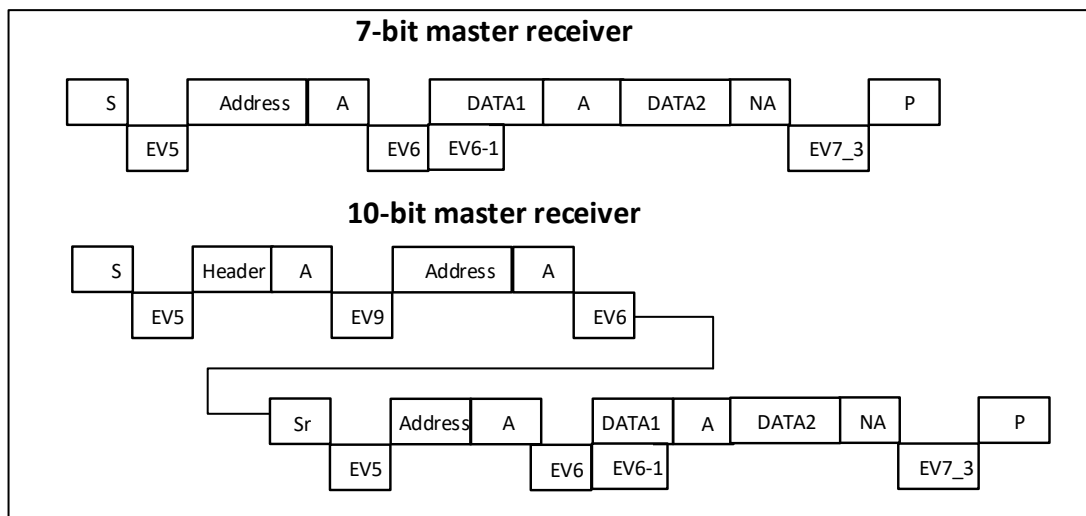 7-bit master receiver
S Address A DATA1 A DATA2 NA P
EV5 EV6 EV6-1 EV7_3
10-bit master receiver
S Header A Address A
EV5 EV9 EV6
Sr Address A DATA1 A DATA2 NA P
EV5 EV6 EV6-1 EV7_3